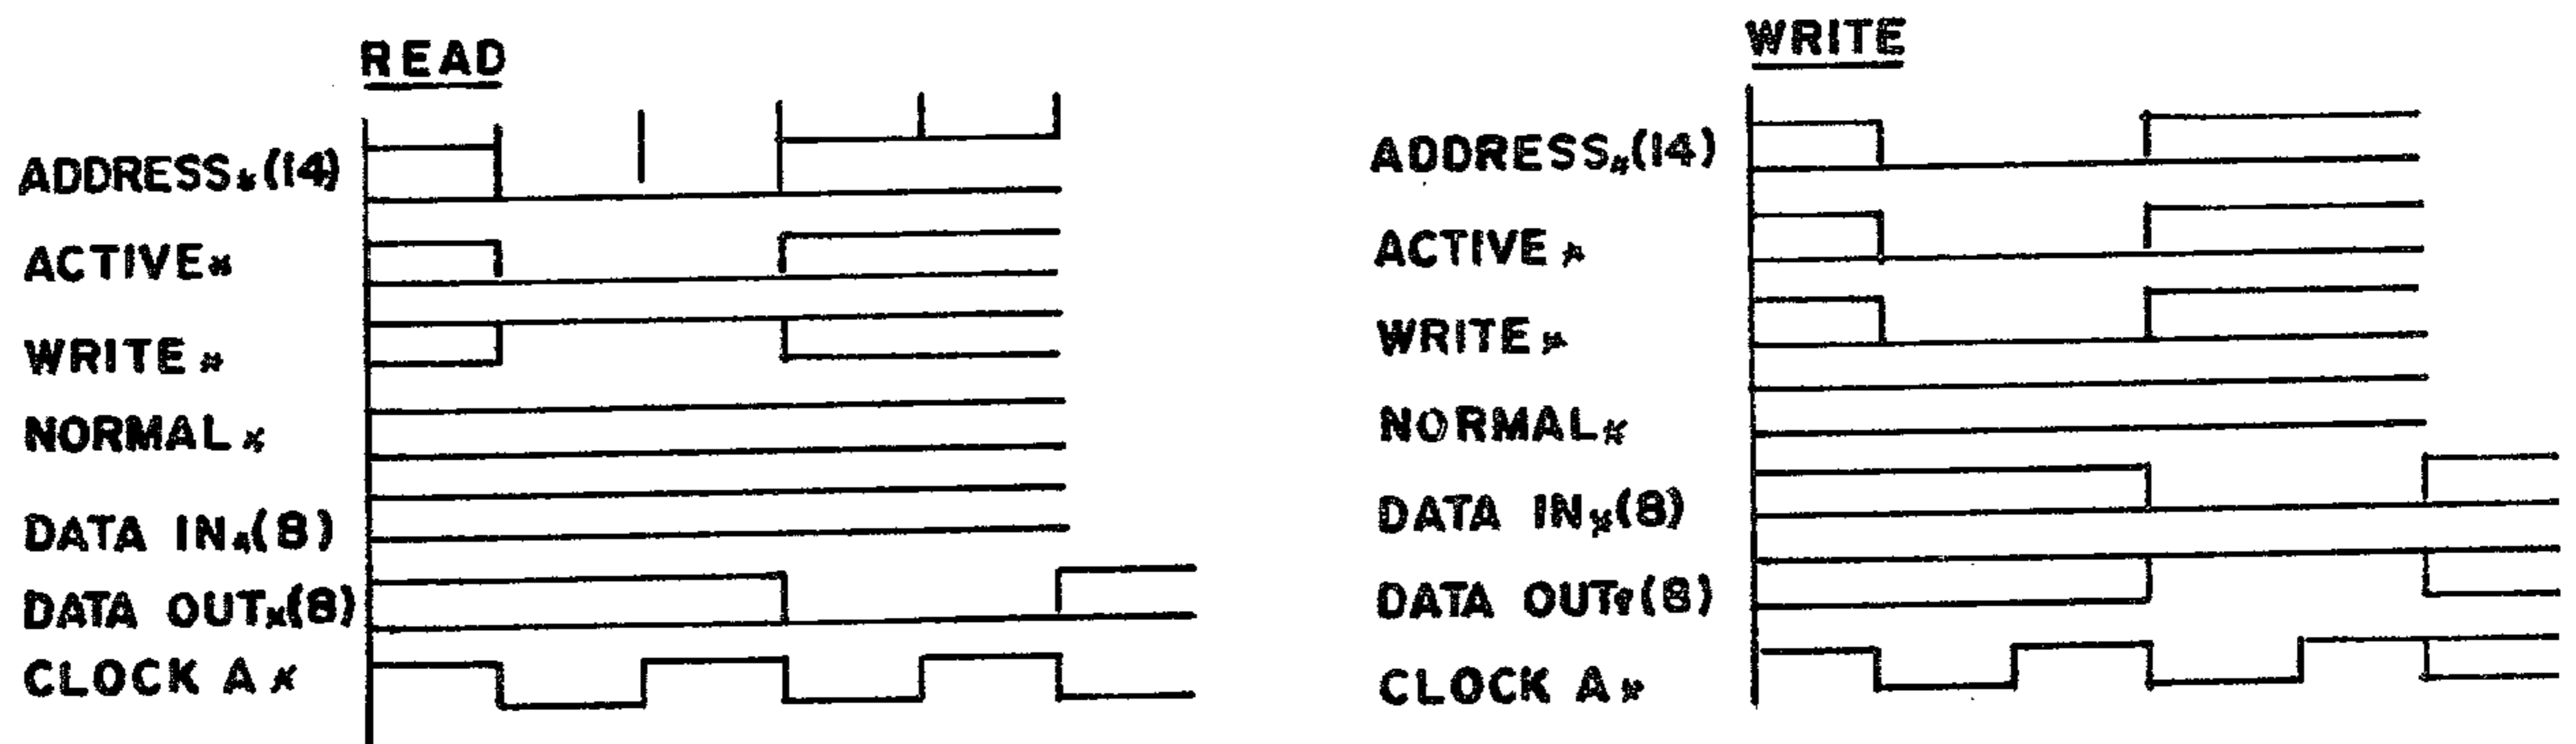 READ
ADDRESS*(14)
ACTIVE*
WRITE*
NORMAL*
DATA IN*(8)
DATA OUT*(8)
CLOCK A*
WRITE
ADDRESS*(14)
ACTIVE*
WRITE*
NORMAL*
DATA IN*(8)
DATA OUT*(8)
CLOCK A*